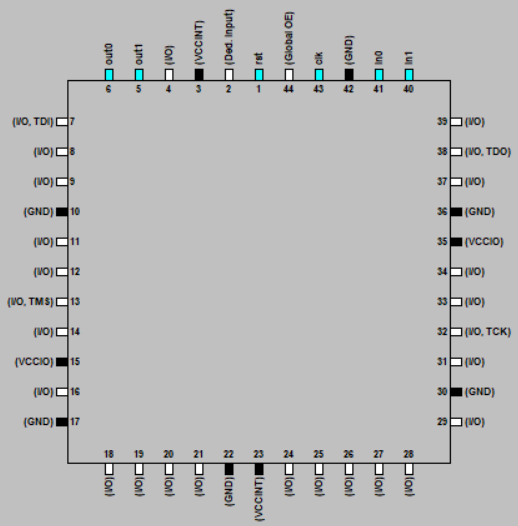 out0
out1
(I/O)
(VCCINT)
(Ded. Input)
rst
(Global OE)
clk
(GND)
in0
in1
6 5 4 3 2 1 44 43 42 41 40
(I/O, TDI) 7
(I/O) 8
(I/O) 9
(GND) 10
(I/O) 11
(I/O) 12
(I/O, TMS) 13
(I/O) 14
(VCCIO) 15
(I/O) 16
(GND) 17
39 (I/O)
38 (I/O, TDO)
37 (I/O)
36 (GND)
35 (VCCIO)
34 (I/O)
33 (I/O)
32 (I/O, TCK)
31 (I/O)
30 (GND)
29 (I/O)
18 19 20 21 22 23 24 25 26 27 28
(I/O)
(I/O)
(I/O)
(I/O)
(GND)
(VCCINT)
(I/O)
(I/O)
(I/O)
(I/O)
(I/O)